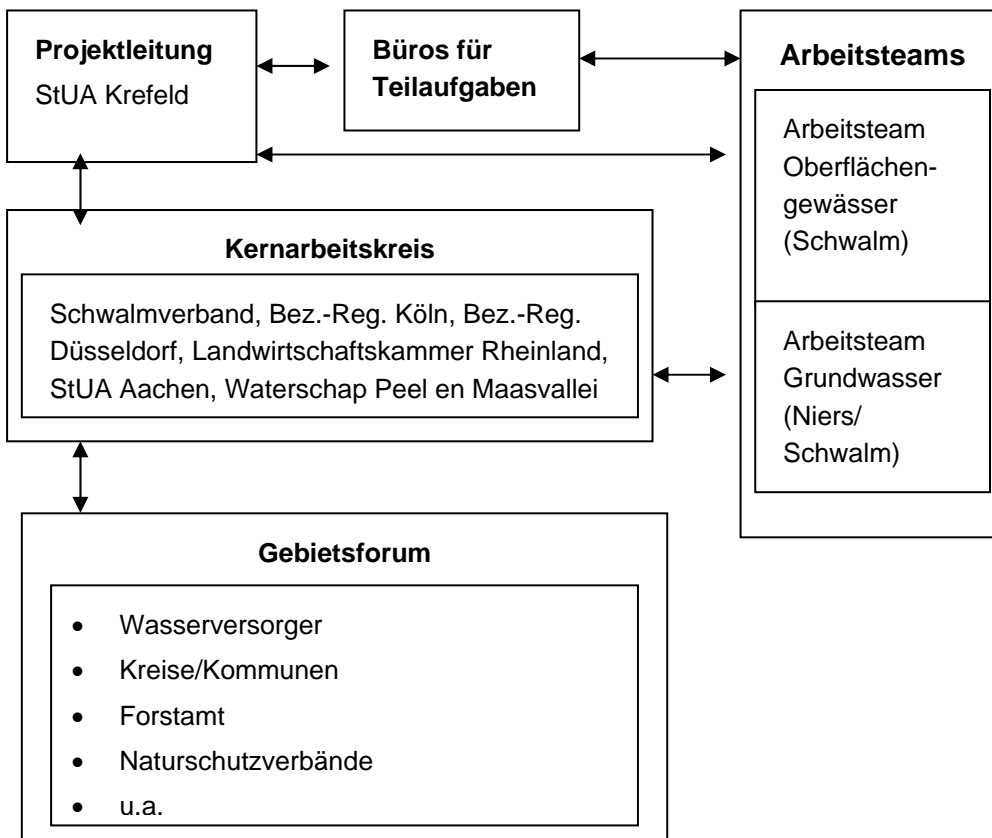 Projektleitung
StUA Krefeld
Büros für
Teilaufgaben
Arbeitsteams
Arbeitsteam
Oberflächen-
gewässer
(Schwalm)
Arbeitsteam
Grundwasser
(Niers/
Schwalm)
Kernarbeitskreis
Schwalmverband, Bez.-Reg. Köln, Bez.-Reg.
Düsseldorf, Landwirtschaftskammer Rheinland,
StUA Aachen, Waterschap Peel en Maasvallei
Gebietsforum
• Wasserversorger
• Kreise/Kommunen
• Forstamt
• Naturschutzverbände
• u.a.